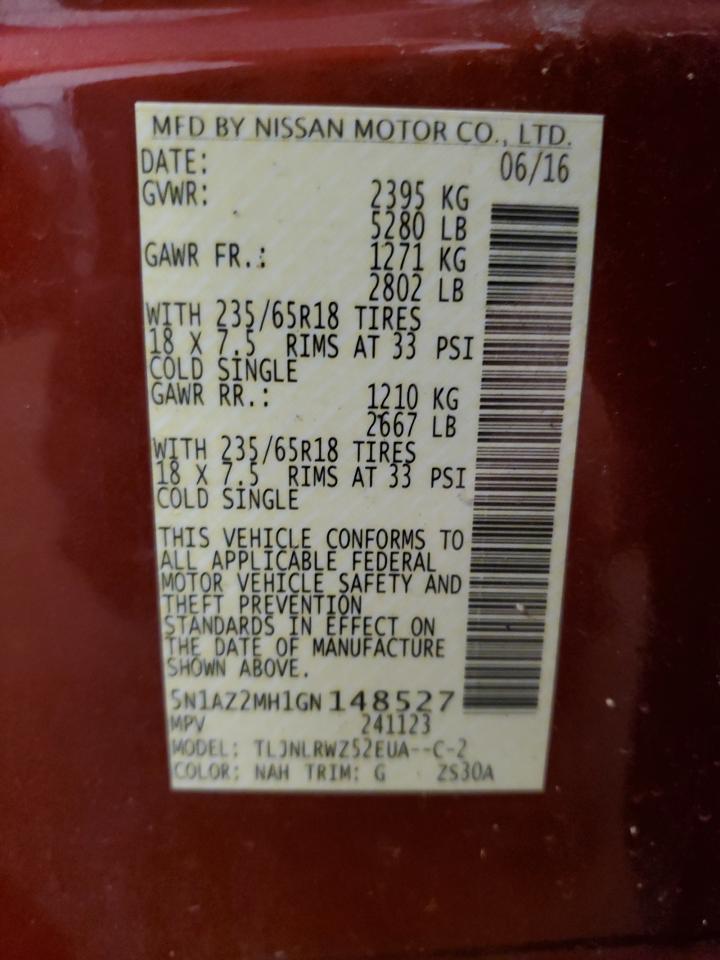 MFD BY NISSAN MOTOR CO., LTD.
DATE: 06/16
GVWR: 2395 KG
5280 LB
GAWR FR.: 1271 KG
2802 LB
WITH 235/65R18 TIRES
18 X 7.5 RIMS AT 33 PSI
COLD SINGLE
GAWR RR.: 1210 KG
2667 LB
WITH 235/65R18 TIRES
18 X 7.5 RIMS AT 33 PSI
COLD SINGLE
THIS VEHICLE CONFORMS TO
ALL APPLICABLE FEDERAL
MOTOR VEHICLE SAFETY AND
THEFT PREVENTION
STANDARDS IN EFFECT ON
THE DATE OF MANUFACTURE
SHOWN ABOVE.
5N1AZ2MH1GN148527
MPV 241123
MODEL: TLJNLRWZ52EUA--C-2
COLOR: NAH TRIM: G ZS30A